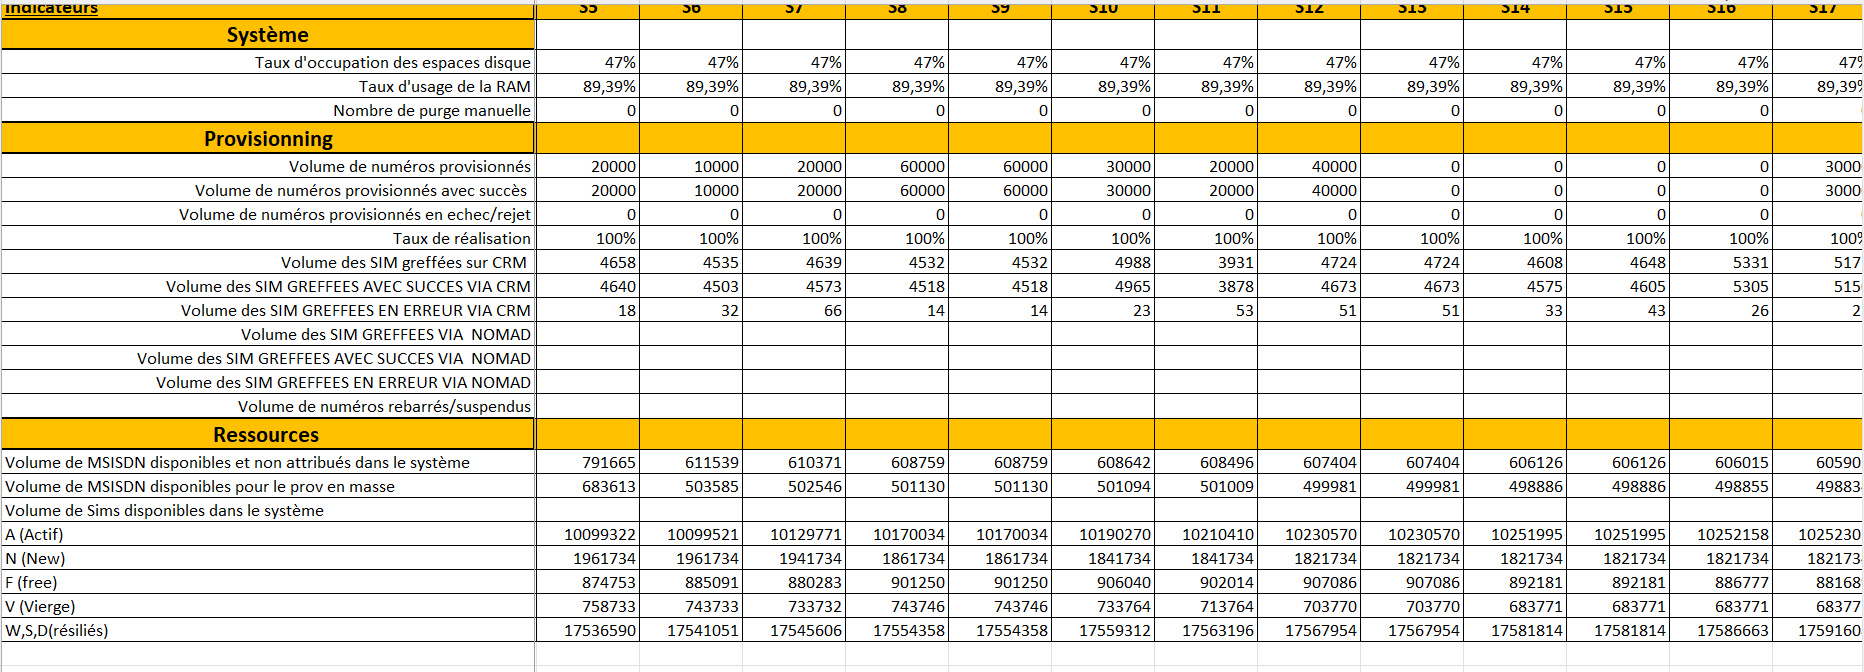 Indicateurs S5 S6 S7 S8 S9 S10 S11 S12 S13 S14 S15 S16 S17
Système
Taux d'occupation des espaces disque 47% 47% 47% 47% 47% 47% 47% 47% 47% 47% 47% 47% 47%
Taux d'usage de la RAM 89,39% 89,39% 89,39% 89,39% 89,39% 89,39% 89,39% 89,39% 89,39% 89,39% 89,39% 89,39% 89,39%
Nombre de purge manuelle 0 0 0 0 0 0 0 0 0 0 0 0
Provisionning
Volume de numéros provisionnés 20000 10000 20000 60000 60000 30000 20000 40000 0 0 0 0 3000
Volume de numéros provisionnés avec succès 20000 10000 20000 60000 60000 30000 20000 40000 0 0 0 0 3000
Volume de numéros provisionnés en echec/rejet 0 0 0 0 0 0 0 0 0 0 0 0
Taux de réalisation 100% 100% 100% 100% 100% 100% 100% 100% 100% 100% 100% 100% 100%
Volume des SIM greffées sur CRM 4658 4535 4639 4532 4532 4988 3931 4724 4724 4608 4648 5331 517
Volume des SIM GREFFEES AVEC SUCCES VIA CRM 4640 4503 4573 4518 4518 4965 3878 4673 4673 4575 4605 5305 515
Volume des SIM GREFFEES EN ERREUR VIA CRM 18 32 66 14 14 23 53 51 51 33 43 26 2
Volume des SIM GREFFEES VIA NOMAD
Volume des SIM GREFFEES AVEC SUCCES VIA NOMAD
Volume des SIM GREFFEES EN ERREUR VIA NOMAD
Volume de numéros rebarrés/suspendus
Ressources
Volume de MSISDN disponibles et non attribués dans le système 791665 611539 610371 608759 608759 608642 608496 607404 607404 606126 606126 606015 60590
Volume de MSISDN disponibles pour le prov en masse 683613 503585 502546 501130 501130 501094 501009 499981 499981 498886 498886 498855 49883
Volume de Sims disponibles dans le système
A (Actif) 10099322 10099521 10129771 10170034 10170034 10190270 10210410 10230570 10230570 10251995 10251995 10252158 1025230
N (New) 1961734 1961734 1941734 1861734 1861734 1841734 1841734 1821734 1821734 1821734 1821734 1821734 182173
F (free) 874753 885091 880283 901250 901250 906040 902014 907086 907086 892181 892181 886777 88168
V (Vierge) 758733 743733 733732 743746 743746 733764 713764 703770 703770 683771 683771 683771 68377
W,S,D(résiliés) 17536590 17541051 17545606 17554358 17554358 17559312 17563196 17567954 17567954 17581814 17581814 17586663 1759160